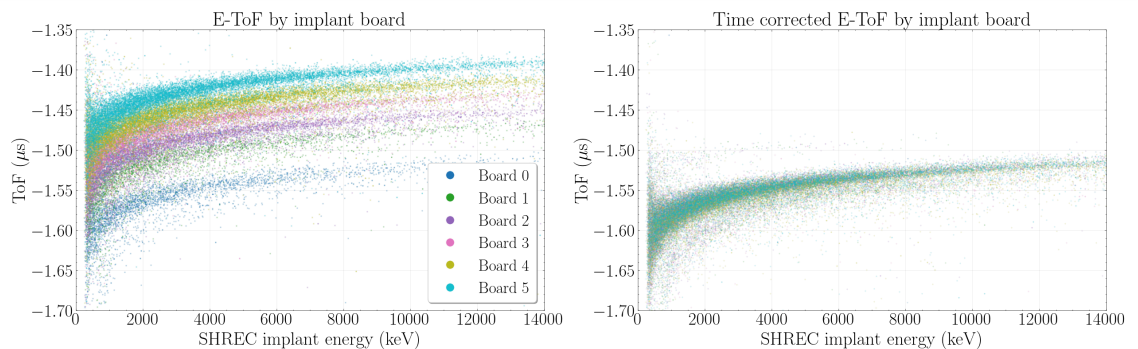 E-ToF by implant board
ToF (μs)
−1.35
−1.40
−1.45
−1.50
−1.55
−1.60
−1.65
−1.70
Board 0
Board 1
Board 2
Board 3
Board 4
Board 5
0 2000 4000 6000 8000 10000 12000 14000
SHREC implant energy (keV)
Time corrected E-ToF by implant board
ToF (μs)
−1.35
−1.40
−1.45
−1.50
−1.55
−1.60
−1.65
−1.70
0 2000 4000 6000 8000 10000 12000 14000
SHREC implant energy (keV)